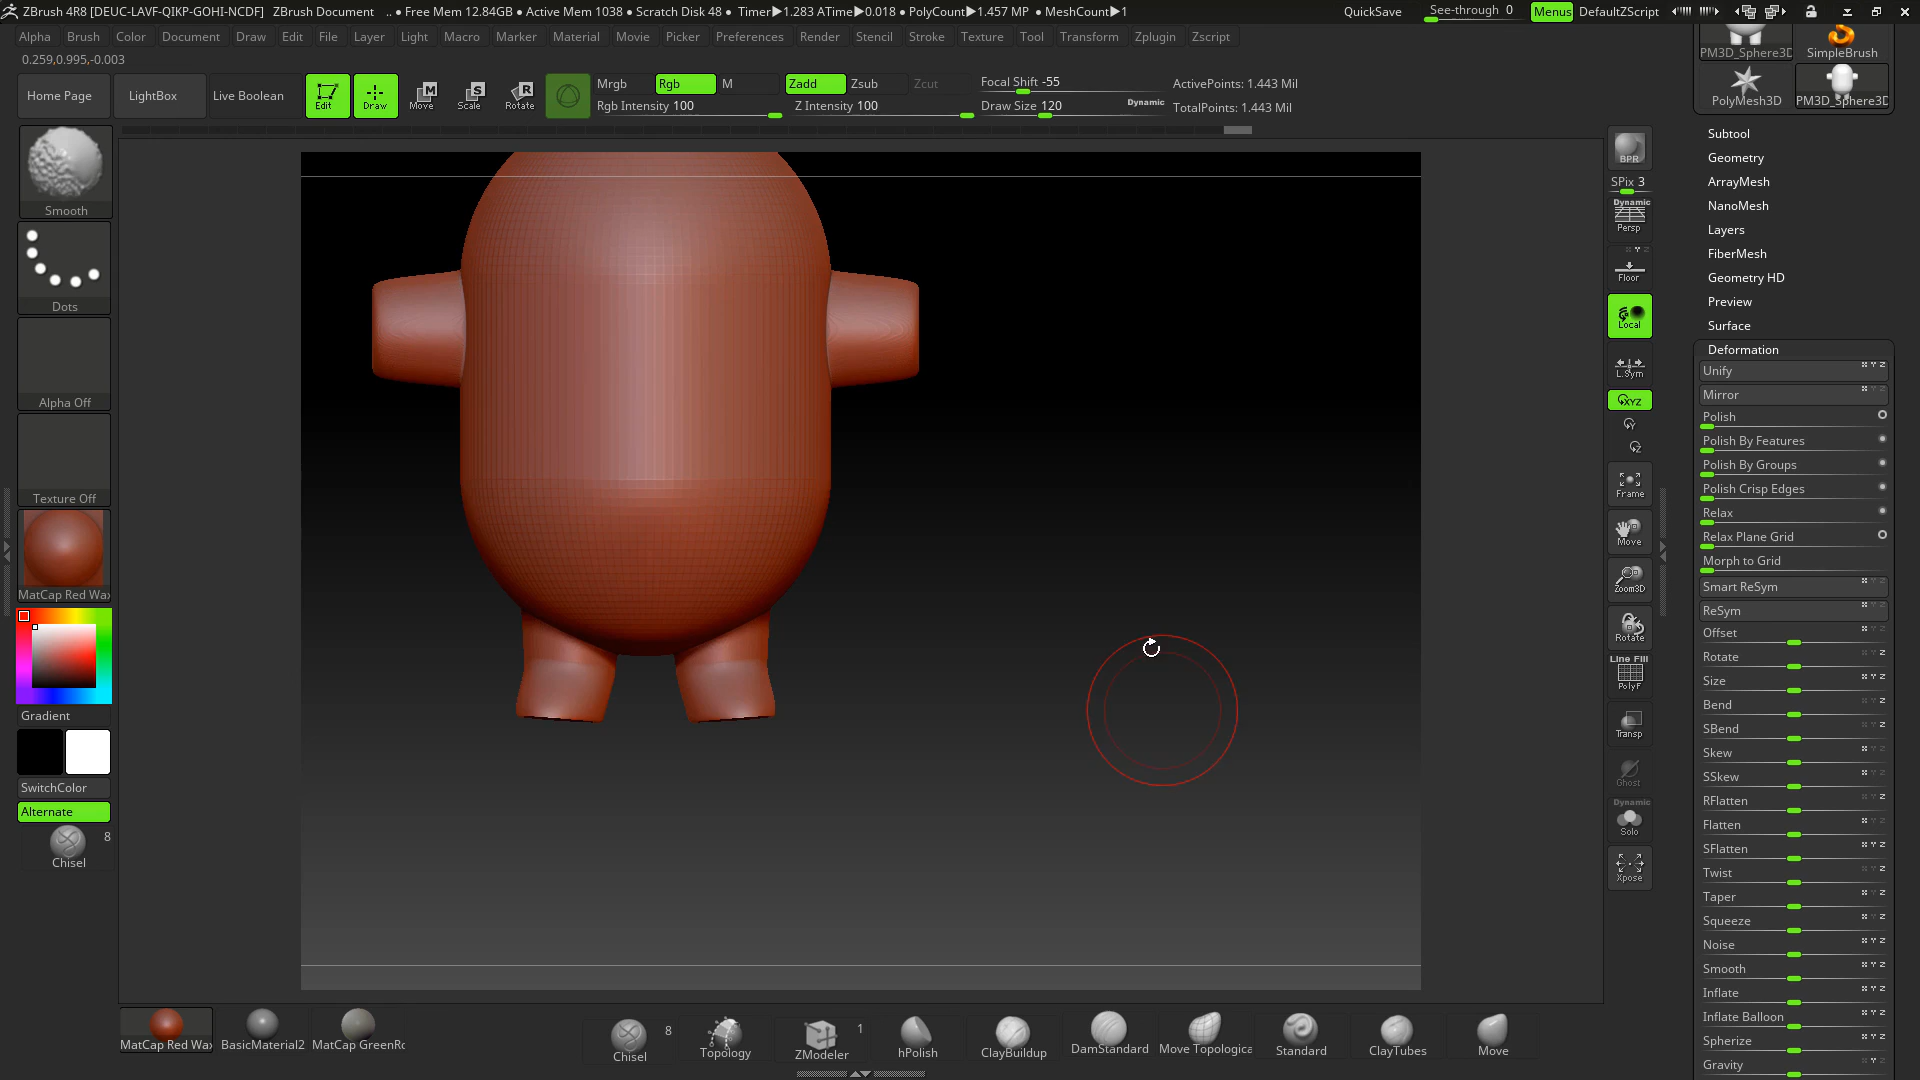 ZBrush 4R8 [DEUC-LAVF-QIKP-GOHI-NCDF] ZBrush Document .. • Free Mem 12.84GB • Active Mem 1038 • Scratch Disk 48 • Timer▶1.283 ATime▶0.018 • PolyCount▶1.457 MP • MeshCount▶1 QuickSave See-through 0 Menus DefaultZScript
Alpha Brush Color Document Draw Edit File Layer Light Macro Marker Material Movie Picker Preferences Render Stencil Stroke Texture Tool Transform Zplugin Zscript
0.259,0.995,-0.003
Home Page LightBox Live Boolean Edit Draw Move Scale Rotate
Mrgb Rgb M Zadd Zsub Zcut Focal Shift -55 ActivePoints: 1.443 Mil
Rgb Intensity 100 Z Intensity 100 Draw Size 120 Dynamic TotalPoints: 1.443 Mil
PM3D_Sphere3D SimpleBrush
PolyMesh3D PM3D_Sphere3D
Smooth
Dots
Alpha Off
Texture Off
MatCap Red Wax
Gradient
SwitchColor
Alternate
8
Chisel
BPR
SPix 3
Dynamic
Persp
Floor
Local
L.Sym
XYZ
Y
Z
Frame
Move
Zoom3D
Rotate
Line Fill
PolyF
Transp
Ghost
Dynamic
Solo
Xpose
Subtool
Geometry
ArrayMesh
NanoMesh
Layers
FiberMesh
Geometry HD
Preview
Surface
Deformation
Unify
Mirror
Polish
Polish By Features
Polish By Groups
Polish Crisp Edges
Relax
Relax Plane Grid
Morph to Grid
Smart ReSym
ReSym
Offset
Rotate
Size
Bend
SBend
Skew
SSkew
RFlatten
Flatten
SFlatten
Twist
Taper
Squeeze
Noise
Smooth
Inflate
Inflate Balloon
Spherize
Gravity
MatCap Red Wax BasicMaterial2 MatCap GreenRo
8 Chisel Topology 1 ZModeler hPolish ClayBuildup DamStandard Move Topologica Standard ClayTubes Move